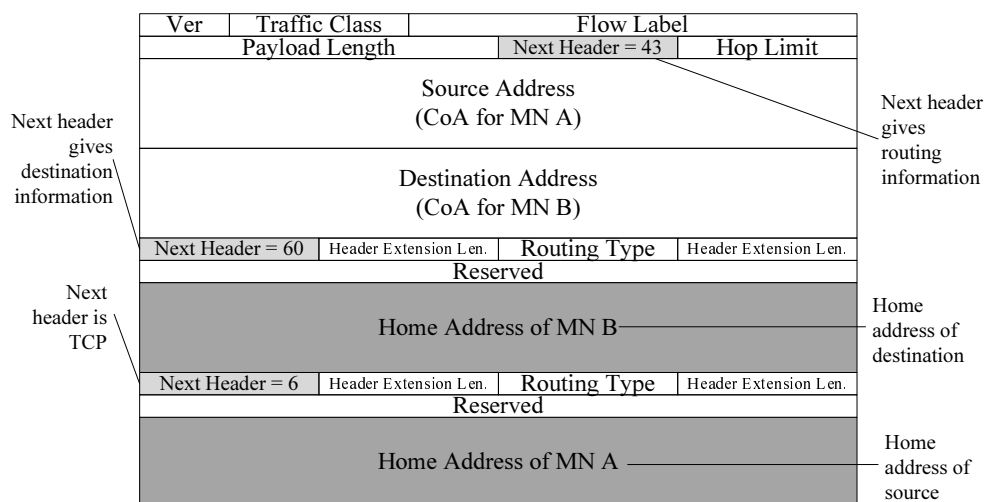 Ver Traffic Class Flow Label
Payload Length Next Header = 43 Hop Limit
Source Address
(CoA for MN A)
Next header
gives
routing
information
Next header
gives
destination
information
Destination Address
(CoA for MN B)
Next Header = 60 Header Extension Len. Routing Type Header Extension Len.
Reserved
Next
header is
TCP
Home Address of MN B
Home
address of
destination
Next Header = 6 Header Extension Len. Routing Type Header Extension Len.
Reserved
Home Address of MN A
Home
address of
source